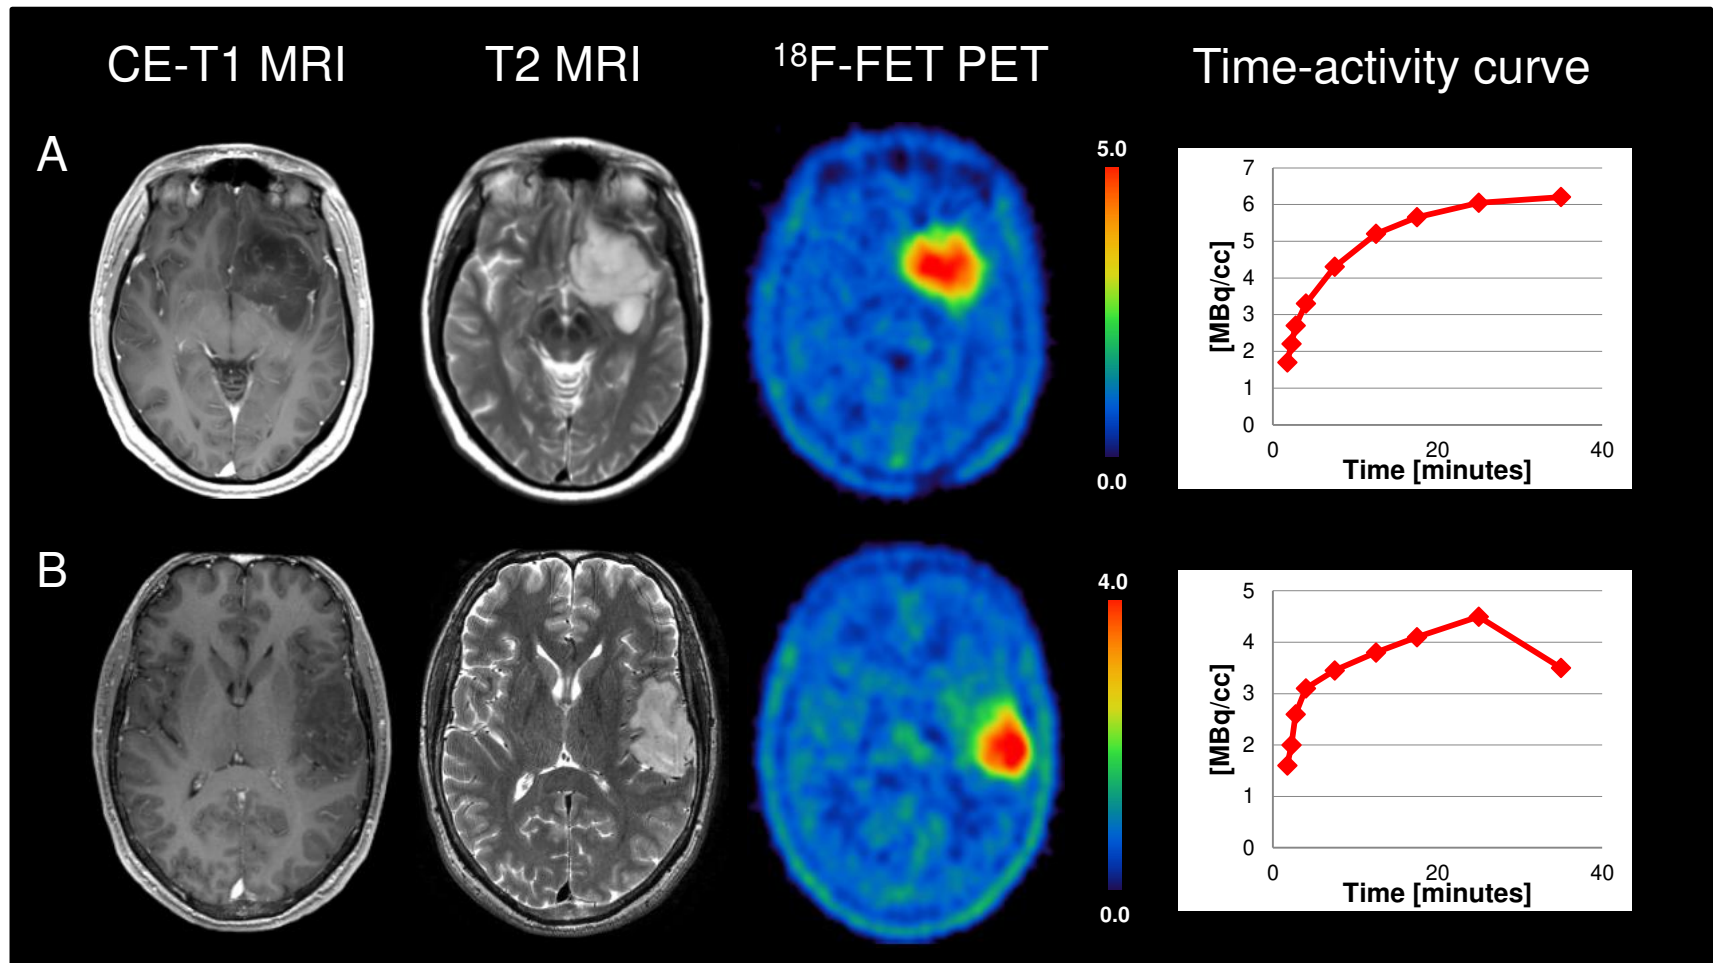 CE-T1 MRI
T2 MRI
¹⁸F-FET PET
Time-activity curve
A
5.0
0.0
[MBq/cc]
7
6
5
4
3
2
1
0
0
20
40
Time [minutes]
B
4.0
0.0
[MBq/cc]
5
4
3
2
1
0
0
20
40
Time [minutes]